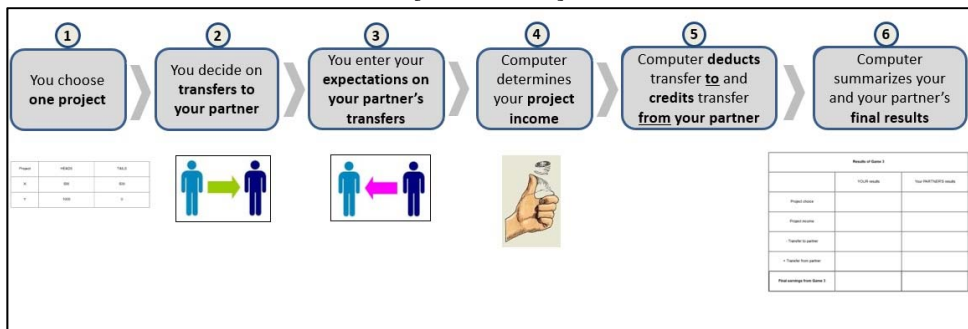 1
You choose
one project
2
You decide on
transfers to
your partner
3
You enter your
expectations on
your partner's
transfers
4
Computer
determines
your project
income
5
Computer deducts
transfer to and
credits transfer
from your partner
6
Computer
summarizes your
and your partner's
final results
Project HEADS TAILS
X
Y
Results of Game 3
YOUR results Your PARTNER'S results
Project choice
Project income
- Transfer to partner
+ Transfer from partner
Final earnings from Game 3